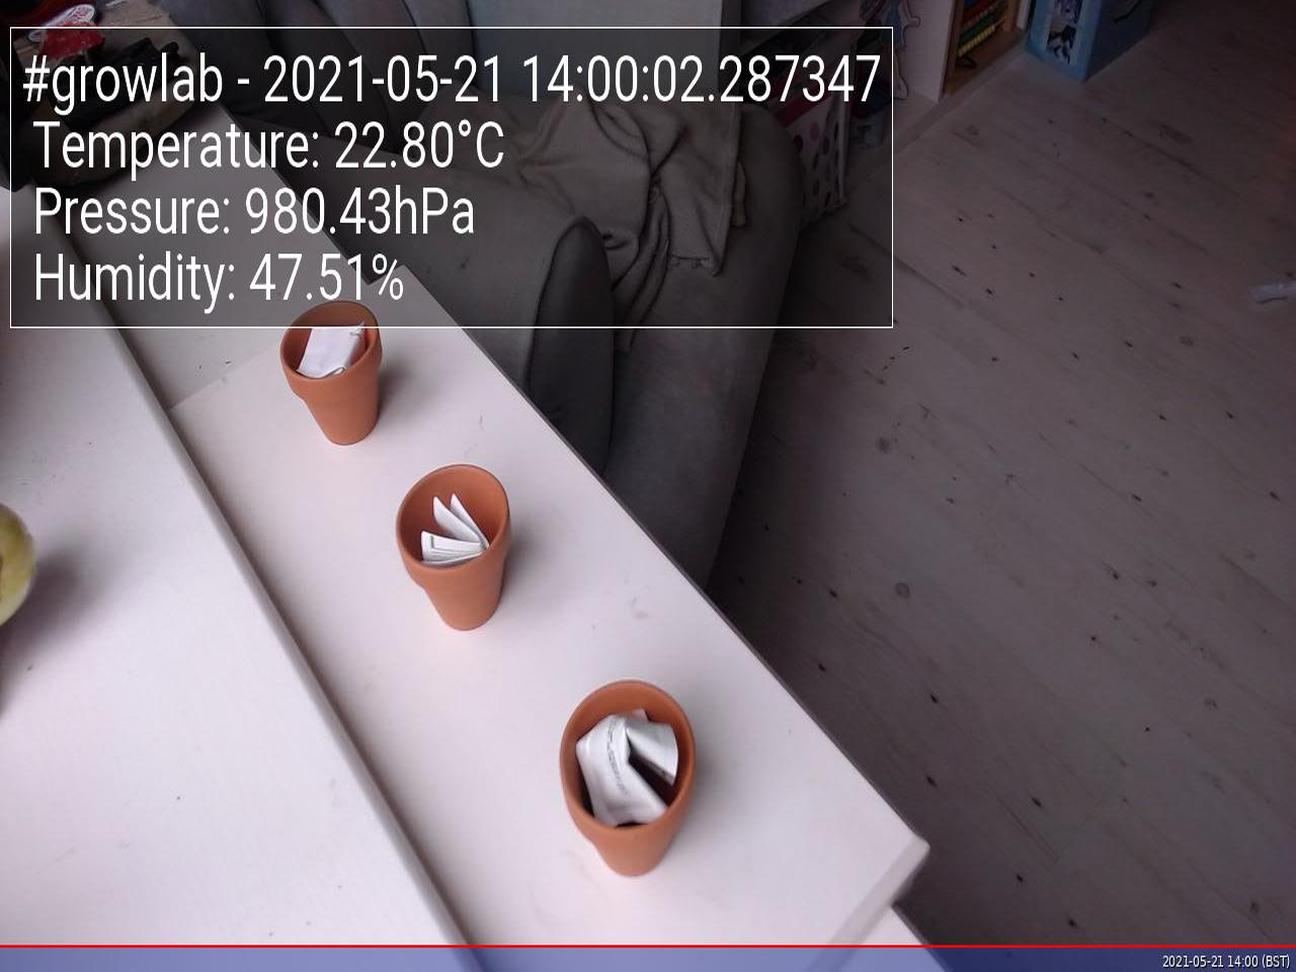 #growlab - 2021-05-21 14:00:02.287347
Temperature: 22.80°C
Pressure: 980.43hPa
Humidity: 47.51%
2021-05-21 14:00 (BST)